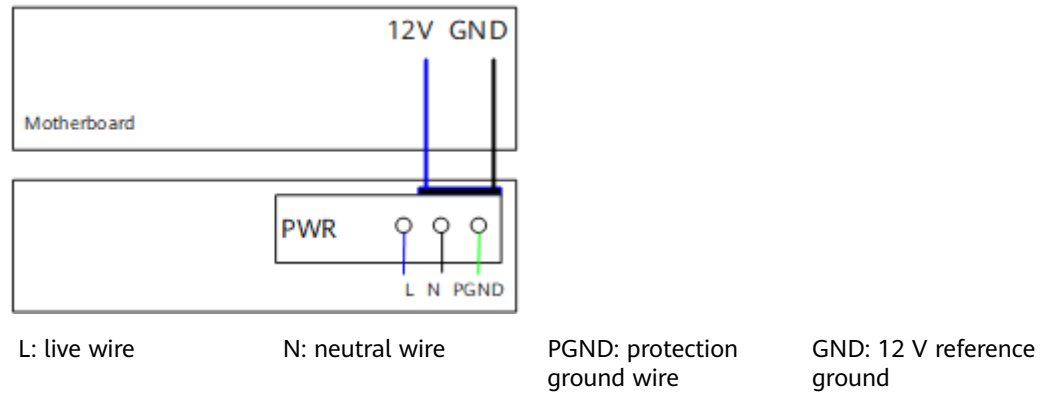 12V GND
Motherboard
PWR
L N PGND
L: live wire
N: neutral wire
PGND: protection
ground wire
GND: 12 V reference
ground